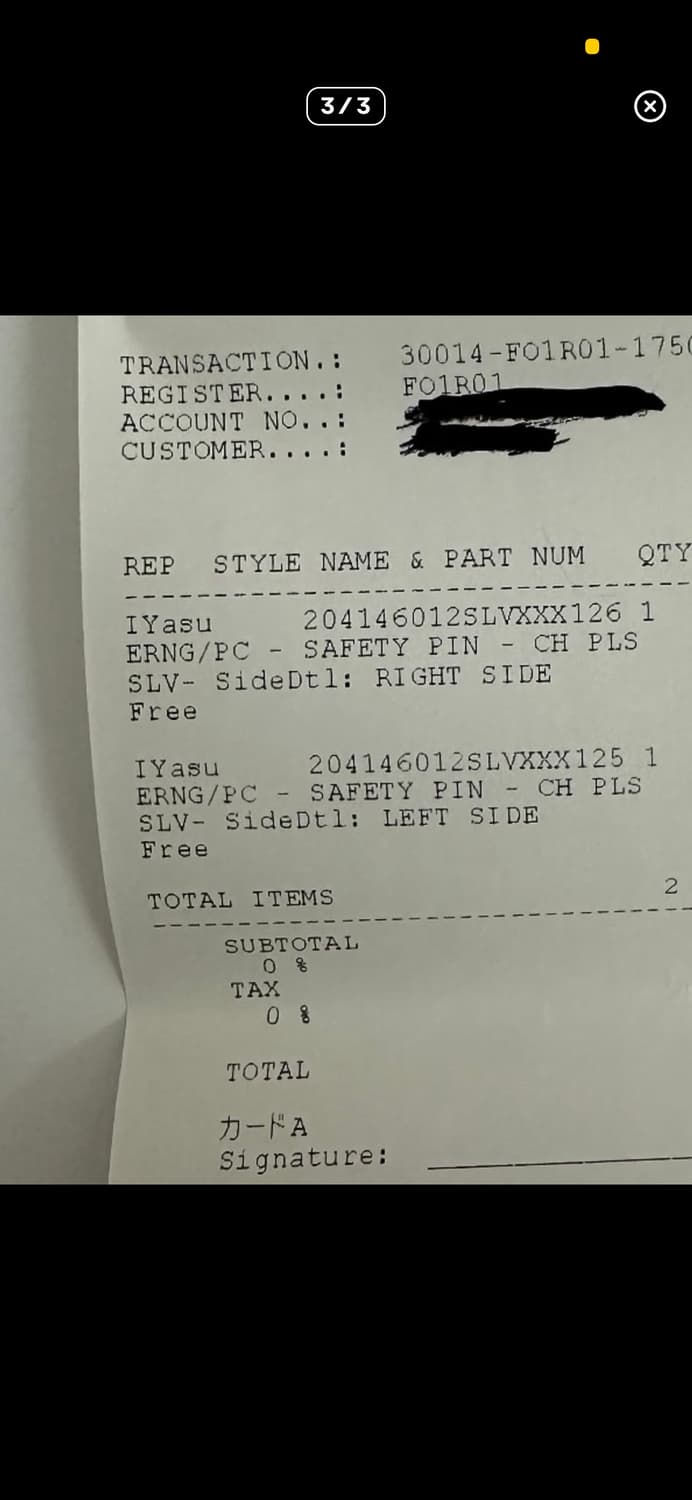 3/3
TRANSACTION.: 30014-FO1R01-1750
REGISTER....: FO1R01
ACCOUNT NO..:
CUSTOMER....:
REP STYLE NAME & PART NUM QTY
IYasu 204146012SLVXXX126 1
ERNG/PC - SAFETY PIN - CH PLS
SLV- SideDtl: RIGHT SIDE
Free
IYasu 204146012SLVXXX125 1
ERNG/PC - SAFETY PIN - CH PLS
SLV- SideDtl: LEFT SIDE
Free
TOTAL ITEMS 2
SUBTOTAL
0 %
TAX
0 %
TOTAL
カードA
Signature: